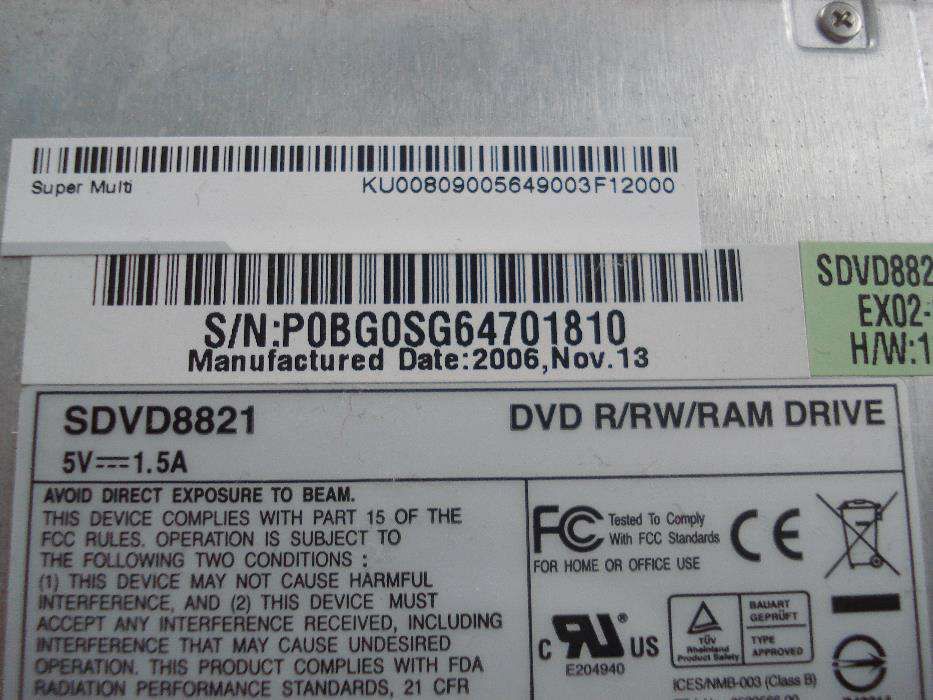 Super Multi
KU00809005649003F12000
S/N:P0BG0SG64701810
Manufactured Date:2006,Nov.13
SDVD882
EX02-
H/W:1
SDVD8821
DVD R/RW/RAM DRIVE
5V⎓1.5A
AVOID DIRECT EXPOSURE TO BEAM.
THIS DEVICE COMPLIES WITH PART 15 OF THE
FCC RULES. OPERATION IS SUBJECT TO
THE FOLLOWING TWO CONDITIONS :
(1) THIS DEVICE MAY NOT CAUSE HARMFUL
INTERFERENCE, AND (2) THIS DEVICE MUST
ACCEPT ANY INTERFERENCE RECEIVED, INCLUDING
INTERFERENCE THAT MAY CAUSE UNDESIRED
OPERATION. THIS PRODUCT COMPLIES WITH FDA
RADIATION PERFORMANCE STANDARDS, 21 CFR
FC Tested To Comply
With FCC Standards
FOR HOME OR OFFICE USE
CE
C UL® US
E204940
TÜV
Rheinland
Product Safety
BAUART
GEPRÜFT
TYPE
APPROVED
ICES/NMB-003 (Class B)